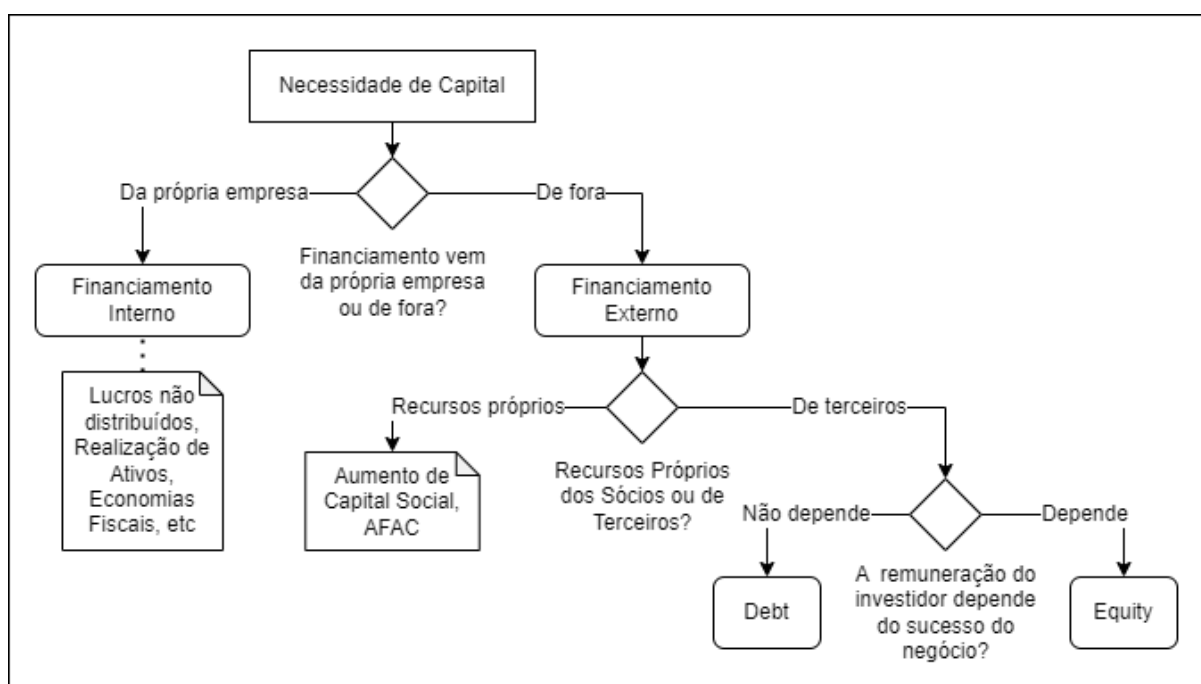 Necessidade de Capital
Da própria empresa
De fora
Financiamento vem
da própria empresa
ou de fora?
Financiamento
Interno
Financiamento
Externo
Lucros não
distribuídos,
Realização de
Ativos,
Economias
Fiscais, etc
Recursos próprios
De terceiros
Aumento de
Capital Social,
AFAC
Recursos Próprios
dos Sócios ou de
Terceiros?
Não depende
Depende
Debt
A remuneração do
investidor depende
do sucesso do
negócio?
Equity